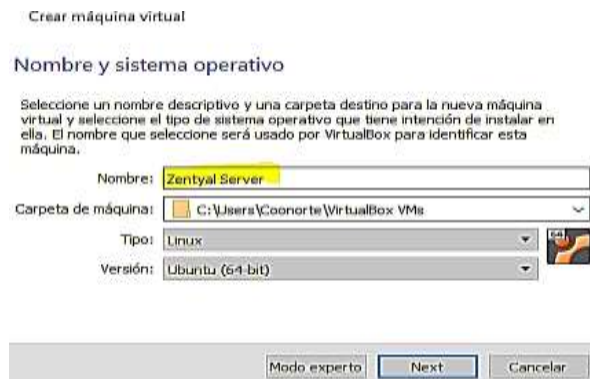 Crear máquina virtual
Nombre y sistema operativo
Seleccione un nombre descriptivo y una carpeta destino para la nueva máquina
virtual y seleccione el tipo de sistema operativo que tiene intención de instalar en
ella. El nombre que seleccione será usado por VirtualBox para identificar esta
máquina.
Nombre: Zentyal Server
Carpeta de máquina: C:\Users\Coonorte\VirtualBox VMs
Tipo: Linux
64
Versión: Ubuntu (64-bit)
Modo experto Next Cancelar